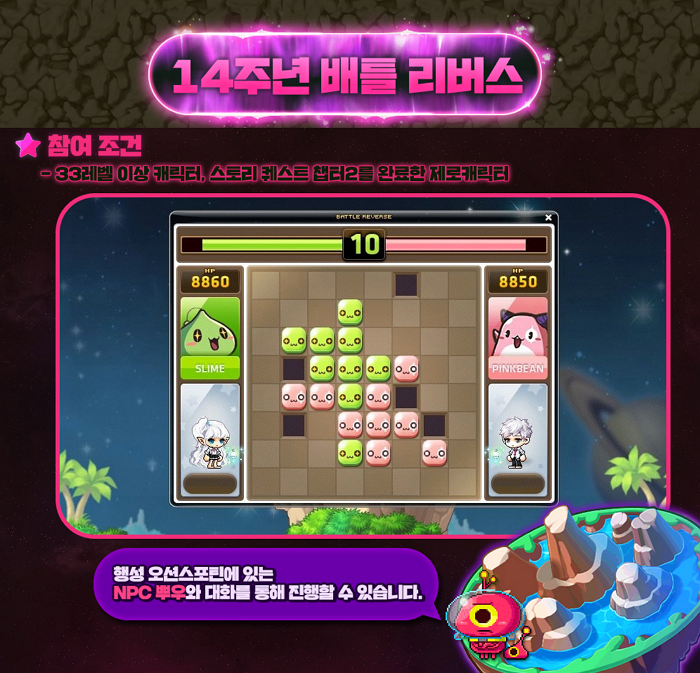 14주년 배틀 리버스
참여 조건
- 33레벨 이상 캐릭터, 스토리 퀘스트 챕터2를 완료한 제로캐릭터
BATTLE REVERSE
10
HP
8860
HP
8850
SLIME
PINKBEAN
행성 오션스포틴에 있는
NPC 뿌우와 대화를 통해 진행할 수 있습니다.